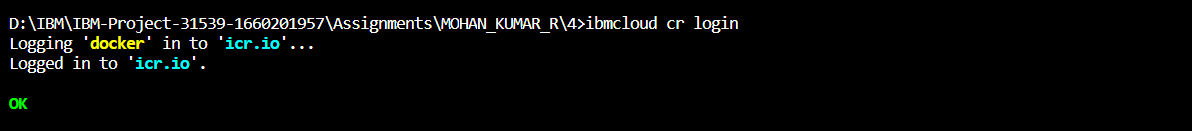 D:\IBM\IBM-Project-31539-1660201957\Assignments\MOHAN_KUMAR_R\4>ibmcloud cr login
Logging 'docker' in to 'icr.io'...
Logged in to 'icr.io'.
OK